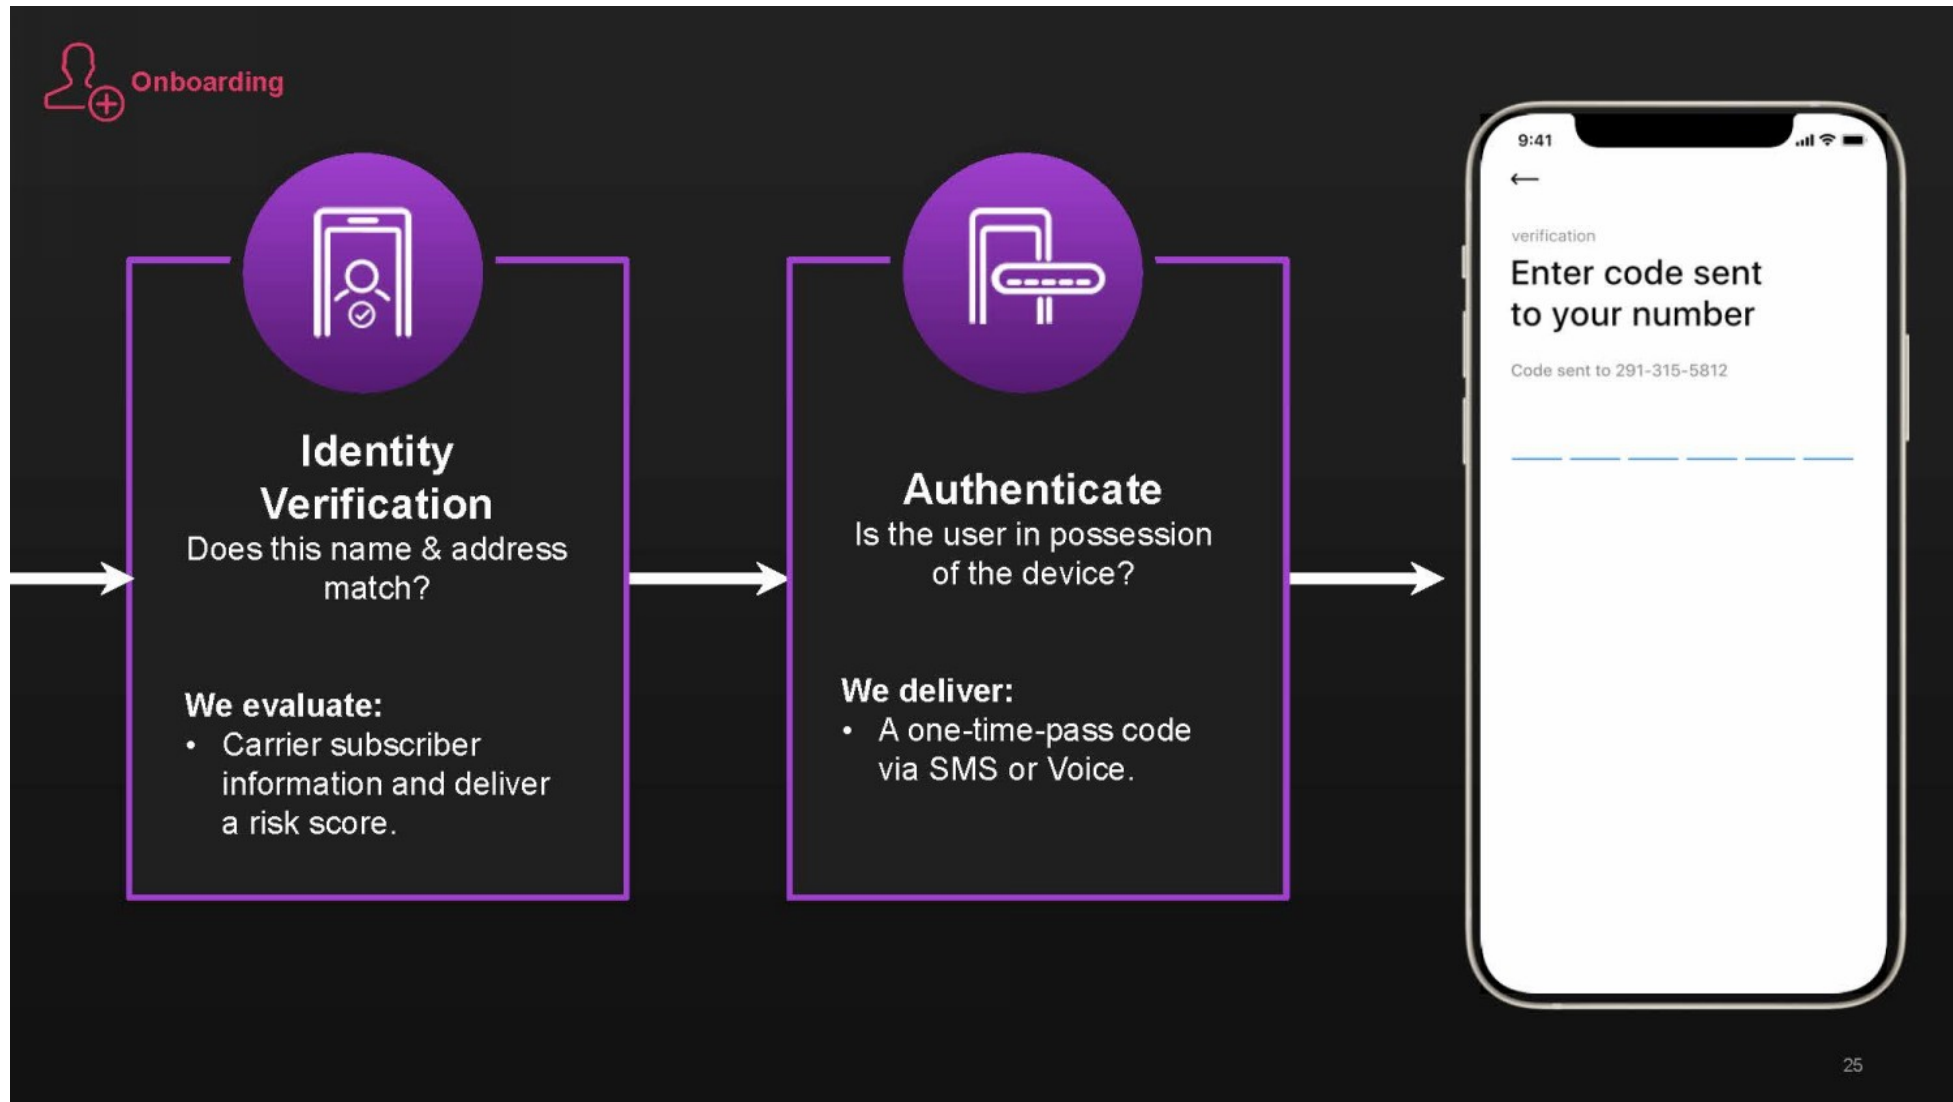 Onboarding
Identity
Verification
Does this name & address
match?
We evaluate:
• Carrier subscriber
information and deliver
a risk score.
Authenticate
Is the user in possession
of the device?
We deliver:
• A one-time-pass code
via SMS or Voice.
9:41
verification
Enter code sent
to your number
Code sent to 291-315-5812
25